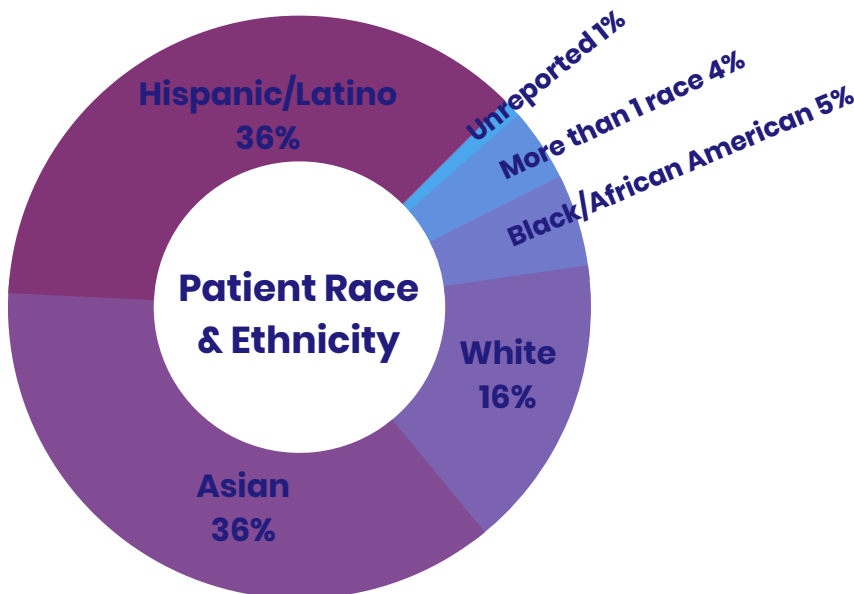 Hispanic/Latino
36%
Unreported 1%
More than 1 race 4%
Black/African American 5%
Patient Race
& Ethnicity
White
16%
Asian
36%